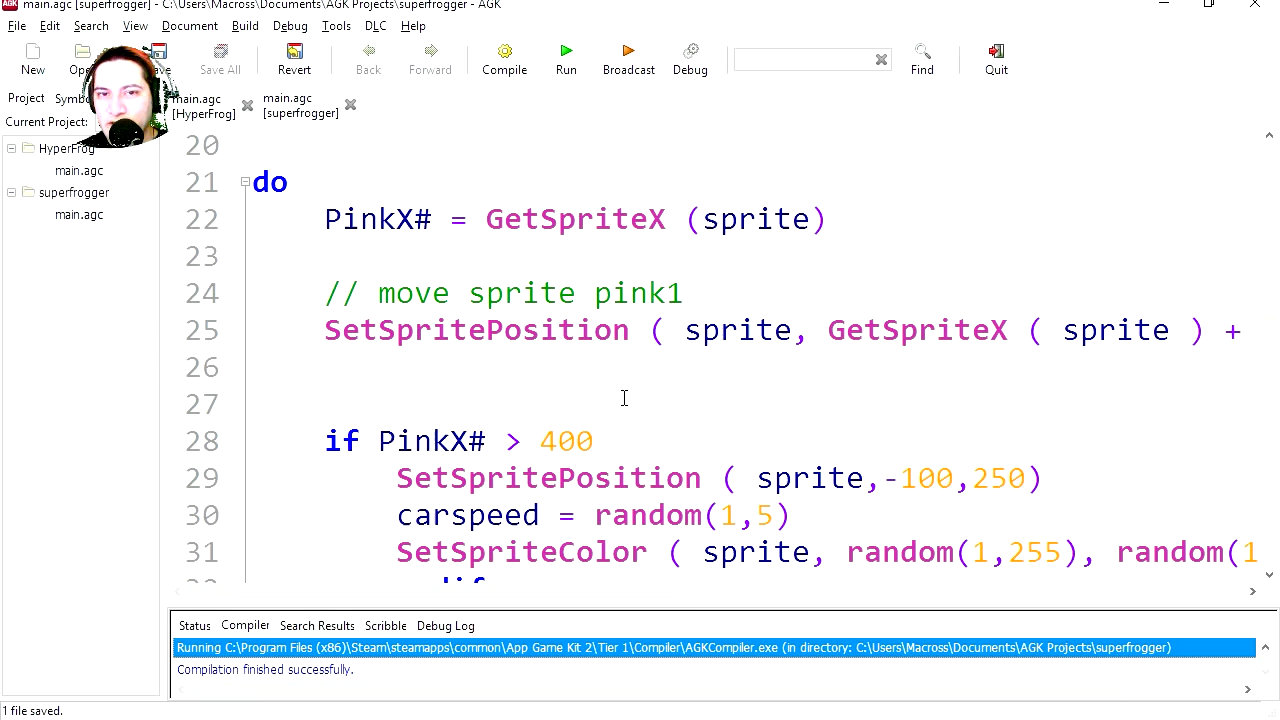 main.agc [superfrogger] - C:\Users\Macross\Documents\AGK Projects\superfrogger - AGK
File Edit Search View Document Build Debug Tools DLC Help
New Save All Revert Back Forward Compile Run Broadcast Debug Find Quit
Project
main.agc [HyperFrog]
main.agc [superfrogger]
Current Project:
HyperFrog
main.agc
superfrogger
main.agc
20
21 do
22 PinkX# = GetSpriteX (sprite)
23
24 // move sprite pink1
25 SetSpritePosition ( sprite, GetSpriteX ( sprite ) +
26
27
28 if PinkX# > 400
29 SetSpritePosition ( sprite,-100,250)
30 carspeed = random(1,5)
31 SetSpriteColor ( sprite, random(1,255), random(1
Status Compiler Search Results Scribble Debug Log
Running C:\Program Files (x86)\Steam\steamapps\common\App Game Kit 2\Tier 1\Compiler\AGKCompiler.exe (in directory: C:\Users\Macross\Documents\AGK Projects\superfrogger)
Compilation finished successfully.
1 file saved.